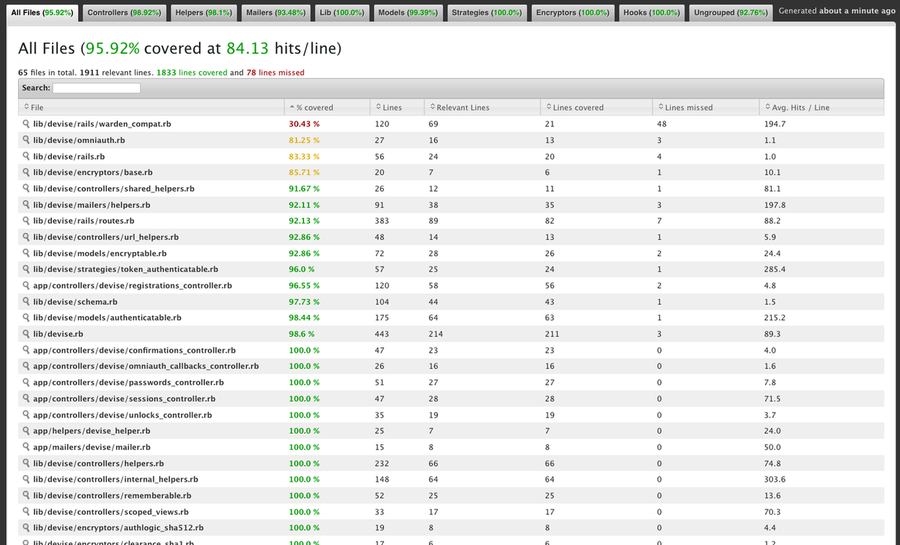 All Files (95.92%) Controllers (98.92%) Helpers (98.1%) Mailers (93.48%) Lib (100.0%) Models (99.39%) Strategies (100.0%) Encryptors (100.0%) Hooks (100.0%) Ungrouped (92.76%) Generated about a minute ago
All Files (95.92% covered at 84.13 hits/line)
65 files in total. 1911 relevant lines. 1833 lines covered and 78 lines missed
Search:
File % covered Lines Relevant Lines Lines covered Lines missed Avg. Hits / Line
lib/devise/rails/warden_compat.rb 30.43 % 120 69 21 48 194.7
lib/devise/omniauth.rb 81.25 % 27 16 13 3 1.1
lib/devise/rails.rb 83.33 % 56 24 20 4 1.0
lib/devise/encryptors/base.rb 85.71 % 20 7 6 1 10.1
lib/devise/controllers/shared_helpers.rb 91.67 % 26 12 11 1 81.1
lib/devise/mailers/helpers.rb 92.11 % 91 38 35 3 197.8
lib/devise/rails/routes.rb 92.13 % 383 89 82 7 88.2
lib/devise/controllers/url_helpers.rb 92.86 % 48 14 13 1 5.9
lib/devise/models/encryptable.rb 92.86 % 72 28 26 2 24.4
lib/devise/strategies/token_authenticatable.rb 96.0 % 57 25 24 1 285.4
app/controllers/devise/registrations_controller.rb 96.55 % 120 58 56 2 4.8
lib/devise/schema.rb 97.73 % 104 44 43 1 1.5
lib/devise/models/authenticatable.rb 98.44 % 175 64 63 1 215.2
lib/devise.rb 98.6 % 443 214 211 3 89.3
app/controllers/devise/confirmations_controller.rb 100.0 % 47 23 23 0 4.0
app/controllers/devise/omniauth_callbacks_controller.rb 100.0 % 26 16 16 0 1.6
app/controllers/devise/passwords_controller.rb 100.0 % 51 27 27 0 7.8
app/controllers/devise/sessions_controller.rb 100.0 % 47 28 28 0 71.5
app/controllers/devise/unlocks_controller.rb 100.0 % 35 19 19 0 3.7
app/helpers/devise_helper.rb 100.0 % 25 7 7 0 24.0
app/mailers/devise/mailer.rb 100.0 % 15 8 8 0 50.0
lib/devise/controllers/helpers.rb 100.0 % 232 66 66 0 74.8
lib/devise/controllers/internal_helpers.rb 100.0 % 148 64 64 0 303.6
lib/devise/controllers/rememberable.rb 100.0 % 52 25 25 0 13.6
lib/devise/controllers/scoped_views.rb 100.0 % 33 17 17 0 70.3
lib/devise/encryptors/authlogic_sha512.rb 100.0 % 19 8 8 0 4.4
lib/devise/encryptors/clearance_sha1.rb 100.0 % 17 6 6 0 1.2